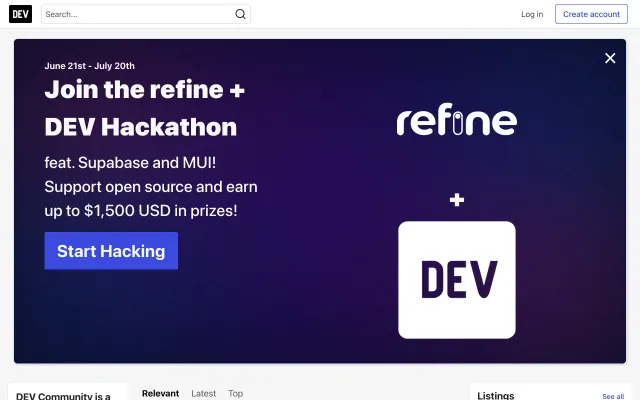 DEV
Search...
Log in
Create account
June 21st - July 20th
Join the refine +
DEV Hackathon
feat. Supabase and MUI!
Support open source and earn
up to $1,500 USD in prizes!
Start Hacking
refine
+
DEV
DEV Community is a
Relevant
Latest
Top
Listings
See all